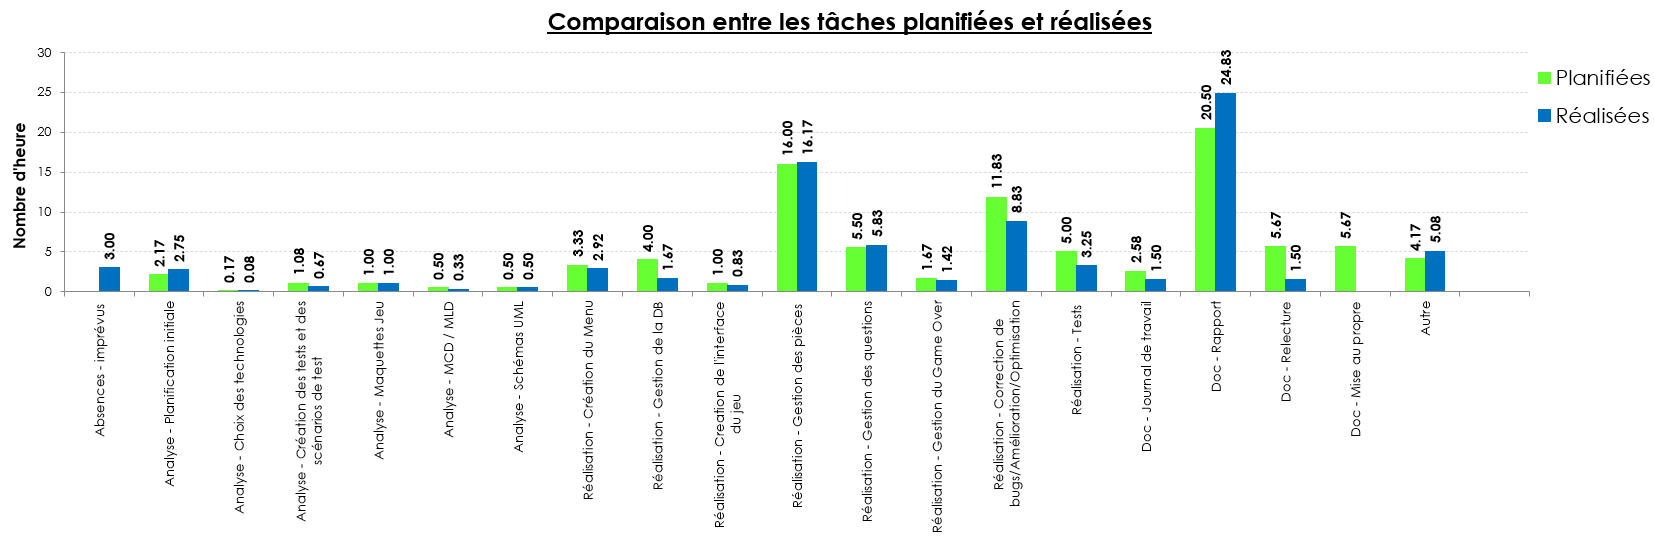 Comparaison entre les tâches planifiées et réalisées
Nombre d'heure
30
25
20
15
10
5
0
3.00
2.17
2.75
0.17
0.08
1.08
0.67
1.00
1.00
0.50
0.33
0.50
0.50
3.33
2.92
4.00
1.67
1.00
0.83
16.00
16.17
5.50
5.83
1.67
1.42
11.83
8.83
5.00
3.25
2.58
1.50
20.50
24.83
5.67
1.50
5.67
4.17
5.08
Planifiées
Réalisées
Absences - imprévus
Analyse - Planification initiale
Analyse - Choix des technologies
Analyse - Création des tests et des
scénarios de test
Analyse - Maquettes Jeu
Analyse - MCD / MLD
Analyse - Schémas UML
Réalisation - Création du Menu
Réalisation - Gestion de la DB
Réalisation - Creation de l'interface
du jeu
Réalisation - Gestion des pièces
Réalisation - Gestion des questions
Réalisation - Gestion du Game Over
Réalisation - Correction de
bugs/Amélioration/Optimisation
Réalisation - Tests
Doc - Journal de travail
Doc - Rapport
Doc - Relecture
Doc - Mise au propre
Autre